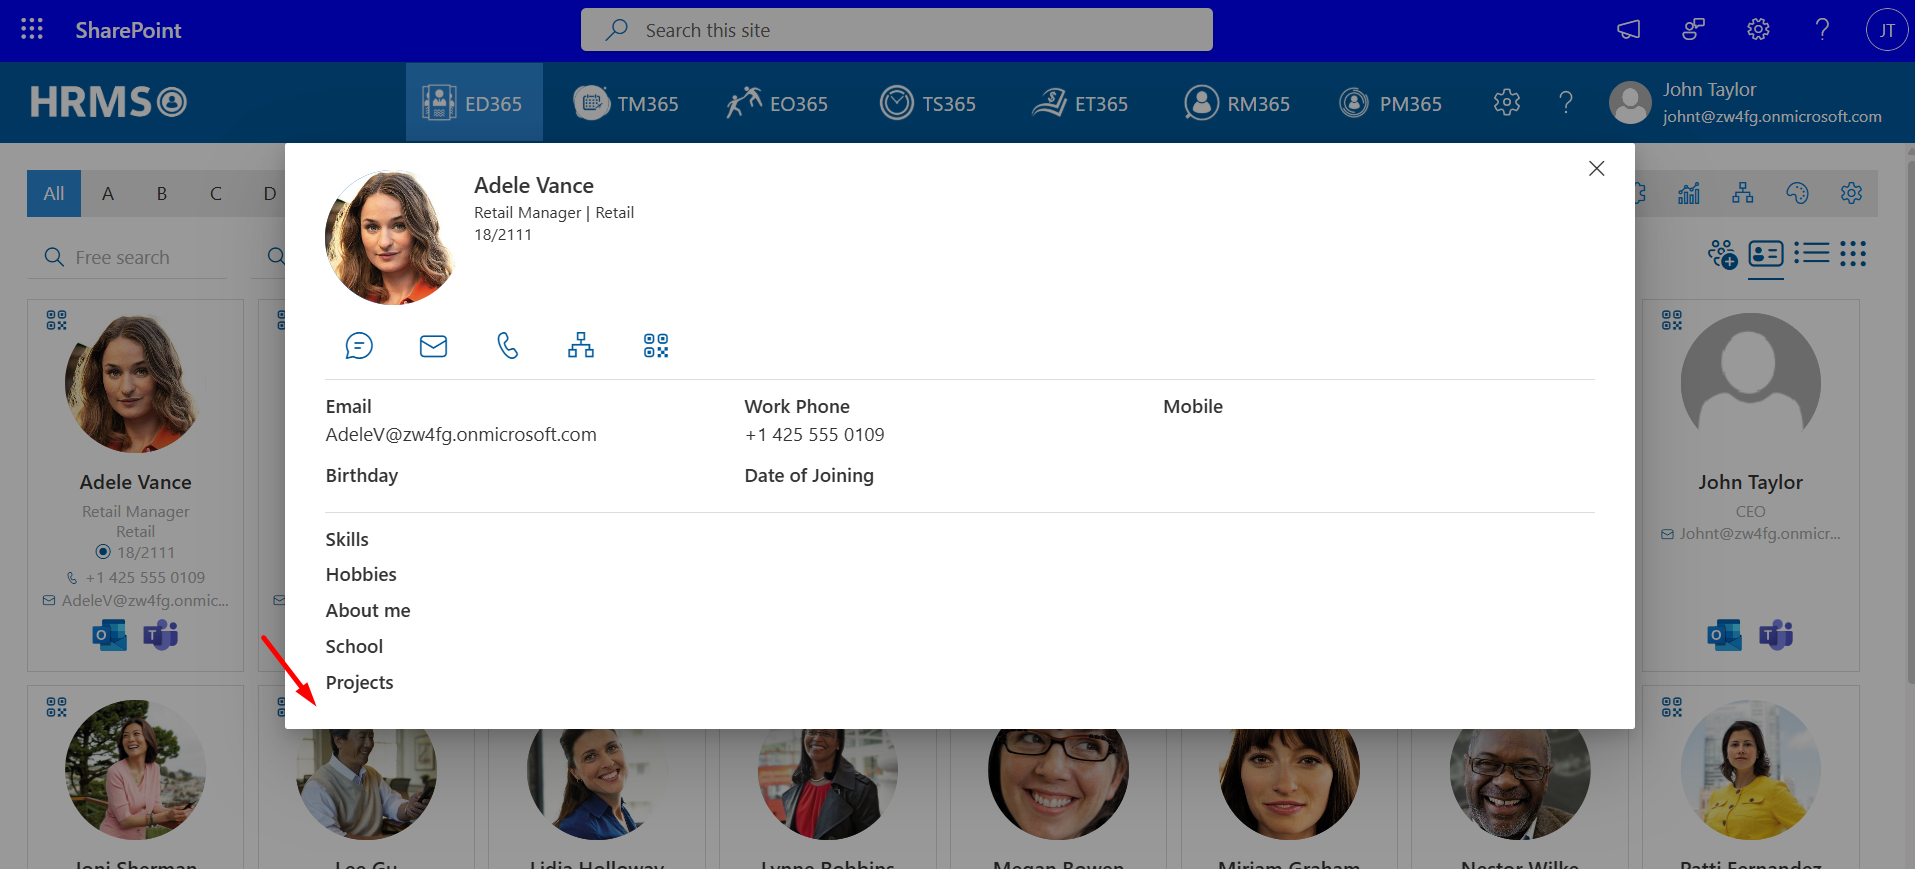 SharePoint
Search this site
JT
HRMS
ED365
TM365
EO365
TS365
ET365
RM365
PM365
John Taylor
johnt@zw4fg.onmicrosoft.com
All A B C D
Free search
Adele Vance
Retail Manager | Retail
18/2111
Email
AdeleV@zw4fg.onmicrosoft.com
Work Phone
+1 425 555 0109
Mobile
Birthday
Date of Joining
Skills
Hobbies
About me
School
Projects
Adele Vance
Retail Manager
Retail
18/2111
+1 425 555 0109
AdeleV@zw4fg.onmic...
John Taylor
CEO
Johnt@zw4fg.onmicr...
Joni Sherman
Lee Gu
Lidia Holloway
Lynne Robbins
Megan Bowen
Miriam Graham
Nestor Wilke
Patti Fernandez